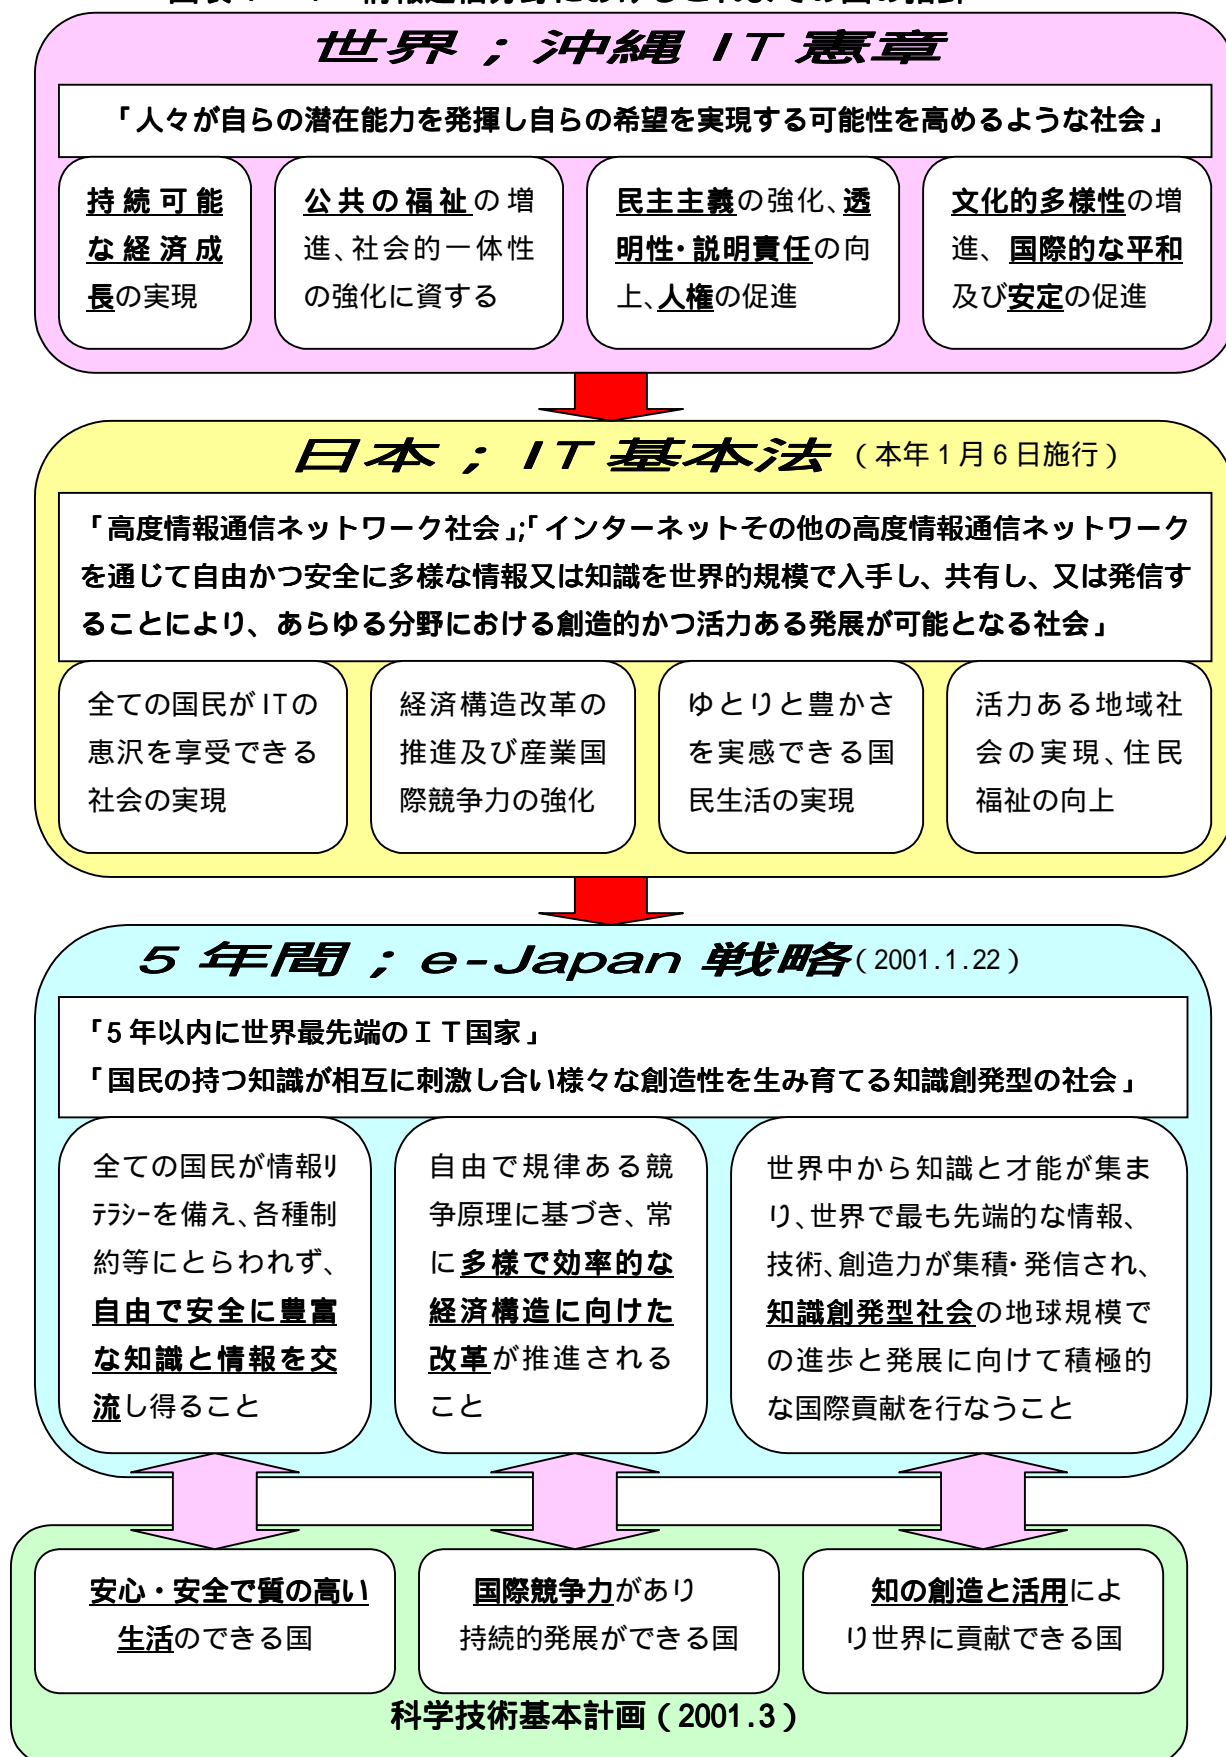 図表 情報通信分野におけるこれまでの国の指針
世界；沖縄 IT 憲章
「人々が自らの潜在能力を発揮し自らの希望を実現する可能性を高めるような社会」
持続可能
な経済成
長の実現
公共の福祉の増
進、社会的一体性
の強化に資する
民主主義の強化、透
明性・説明責任の向
上、人権の促進
文化的多様性の増
進、国際的な平和
及び安定の促進
日本；IT 基本法（本年１月６日施行）
「高度情報通信ネットワーク社会」；「インターネットその他の高度情報通信ネットワーク
を通じて自由かつ安全に多様な情報又は知識を世界的規模で入手し、共有し、又は発信す
ることにより、あらゆる分野における創造的かつ活力ある発展が可能となる社会」
全ての国民が IT の
恵沢を享受できる
社会の実現
経済構造改革の
推進及び産業国
際競争力の強化
ゆとりと豊かさ
を実感できる国
民生活の実現
活力ある地域社
会の実現、住民
福祉の向上
5 年間；e-Japan 戦略（2001.1.22）
「5 年以内に世界最先端のＩＴ国家」
「国民の持つ知識が相互に刺激し合い様々な創造性を生み育てる知識創発型の社会」
全ての国民が情報ﾘ
ﾃﾗｼｰを備え、各種制
約等にとらわれず、
自由で安全に豊富
な知識と情報を交
流し得ること
自由で規律ある競
争原理に基づき、常
に多様で効率的な
経済構造に向けた
改革が推進される
こと
世界中から知識と才能が集ま
り、世界で最も先端的な情報、
技術、創造力が集積・発信され、
知識創発型社会の地球規模で
の進歩と発展に向けて積極的
な国際貢献を行なうこと
安心・安全で質の高い
生活のできる国
国際競争力があり
持続的発展ができる国
知の創造と活用によ
り世界に貢献できる国
科学技術基本計画（2001.3）